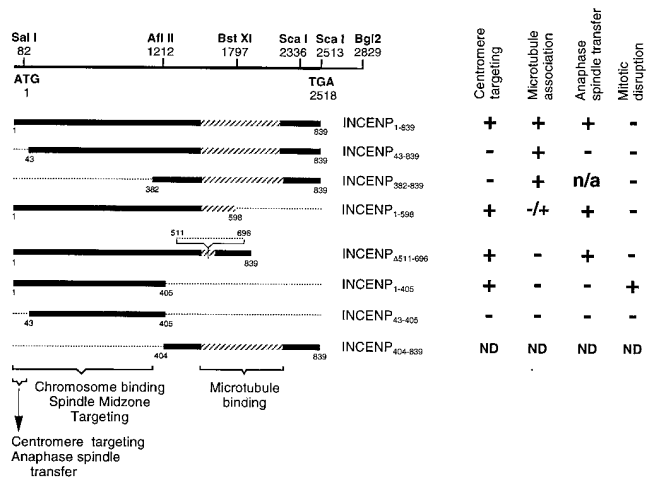 Sal I Afl II Bst XI Sca I Sca I Bgl2
82 1212 1797 2336 2513 2829
ATG TGA
1 2518
Centromere targeting
Microtubule association
Anaphase spindle transfer
Mitotic disruption
1 839 INCENP1-839 + + + -
43 839 INCENP43-839 - + - -
382 839 INCENP382-839 - + n/a -
1 598 INCENP1-598 + -/+ + -
511 696
1 839 INCENPΔ511-696 + - + -
1 405 INCENP1-405 + - - +
43 405 INCENP43-405 - - - -
404 839 INCENP404-839 ND ND ND ND
Chromosome binding
Spindle Midzone
Targeting
Microtubule
binding
Centromere targeting
Anaphase spindle
transfer